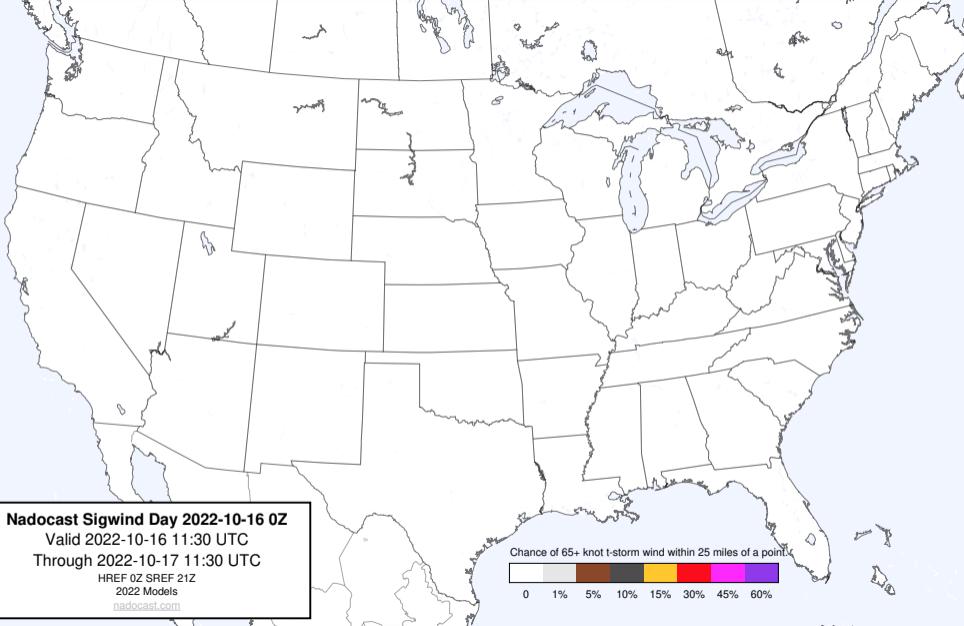 Nadocast Sigwind Day 2022-10-16 0Z
Valid 2022-10-16 11:30 UTC
Through 2022-10-17 11:30 UTC
HREF 0Z SREF 21Z
2022 Models
nadocast.com
Chance of 65+ knot t-storm wind within 25 miles of a point.
0 1% 5% 10% 15% 30% 45% 60%